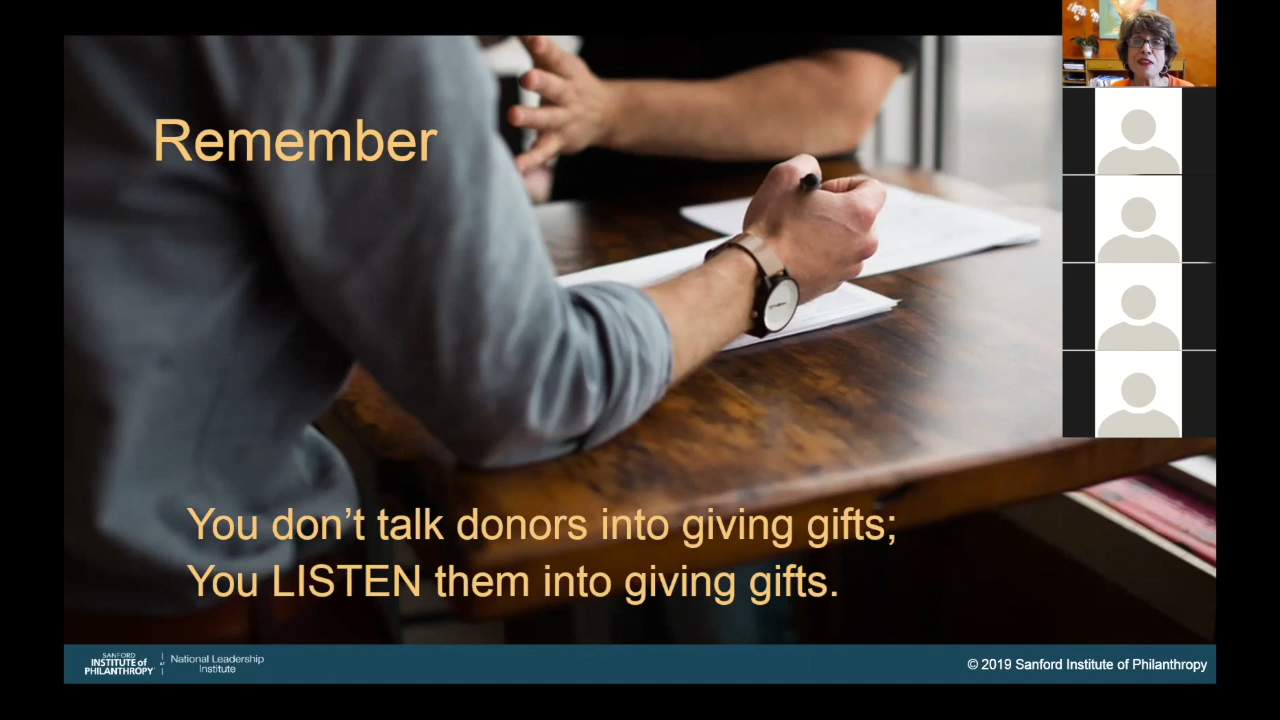 Remember
You don’t talk donors into giving gifts;
You LISTEN them into giving gifts.
SANFORD
INSTITUTE of
PHILANTHROPY
AT
National Leadership
Institute
© 2019 Sanford Institute of Philanthropy